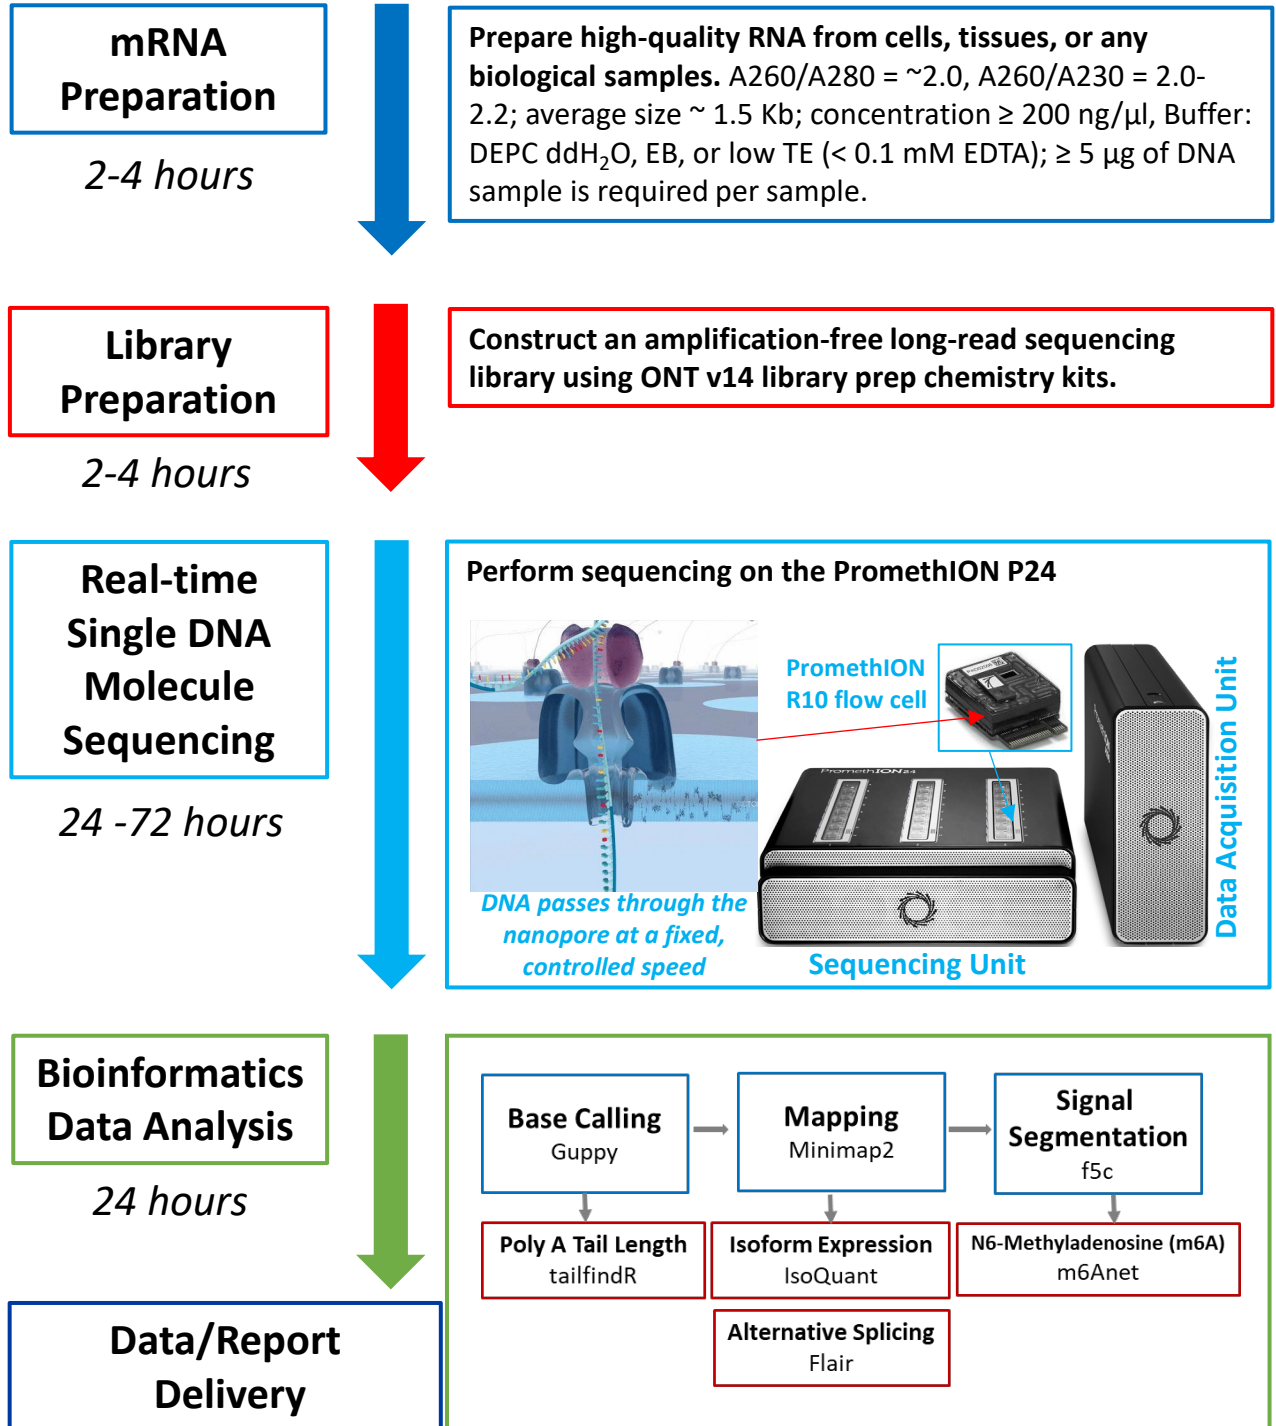 mRNA
Preparation
2-4 hours
Prepare high-quality RNA from cells, tissues, or any
biological samples. A260/A280 = ~2.0, A260/A230 = 2.0-
2.2; average size ~ 1.5 Kb; concentration ≥ 200 ng/µl, Buffer:
DEPC ddH₂O, EB, or low TE (< 0.1 mM EDTA); ≥ 5 µg of DNA
sample is required per sample.
Library
Preparation
2-4 hours
Construct an amplification-free long-read sequencing
library using ONT v14 library prep chemistry kits.
Real-time
Single DNA
Molecule
Sequencing
24 -72 hours
Perform sequencing on the PromethION P24
PromethION
R10 flow cell
PromethION 24
DNA passes through the
nanopore at a fixed,
controlled speed
Sequencing Unit
Data Acquisition Unit
Bioinformatics
Data Analysis
24 hours
Base Calling
Guppy
Mapping
Minimap2
Signal
Segmentation
f5c
Poly A Tail Length
tailfindR
Isoform Expression
IsoQuant
N6-Methyladenosine (m6A)
m6Anet
Alternative Splicing
Flair
Data/Report
Delivery